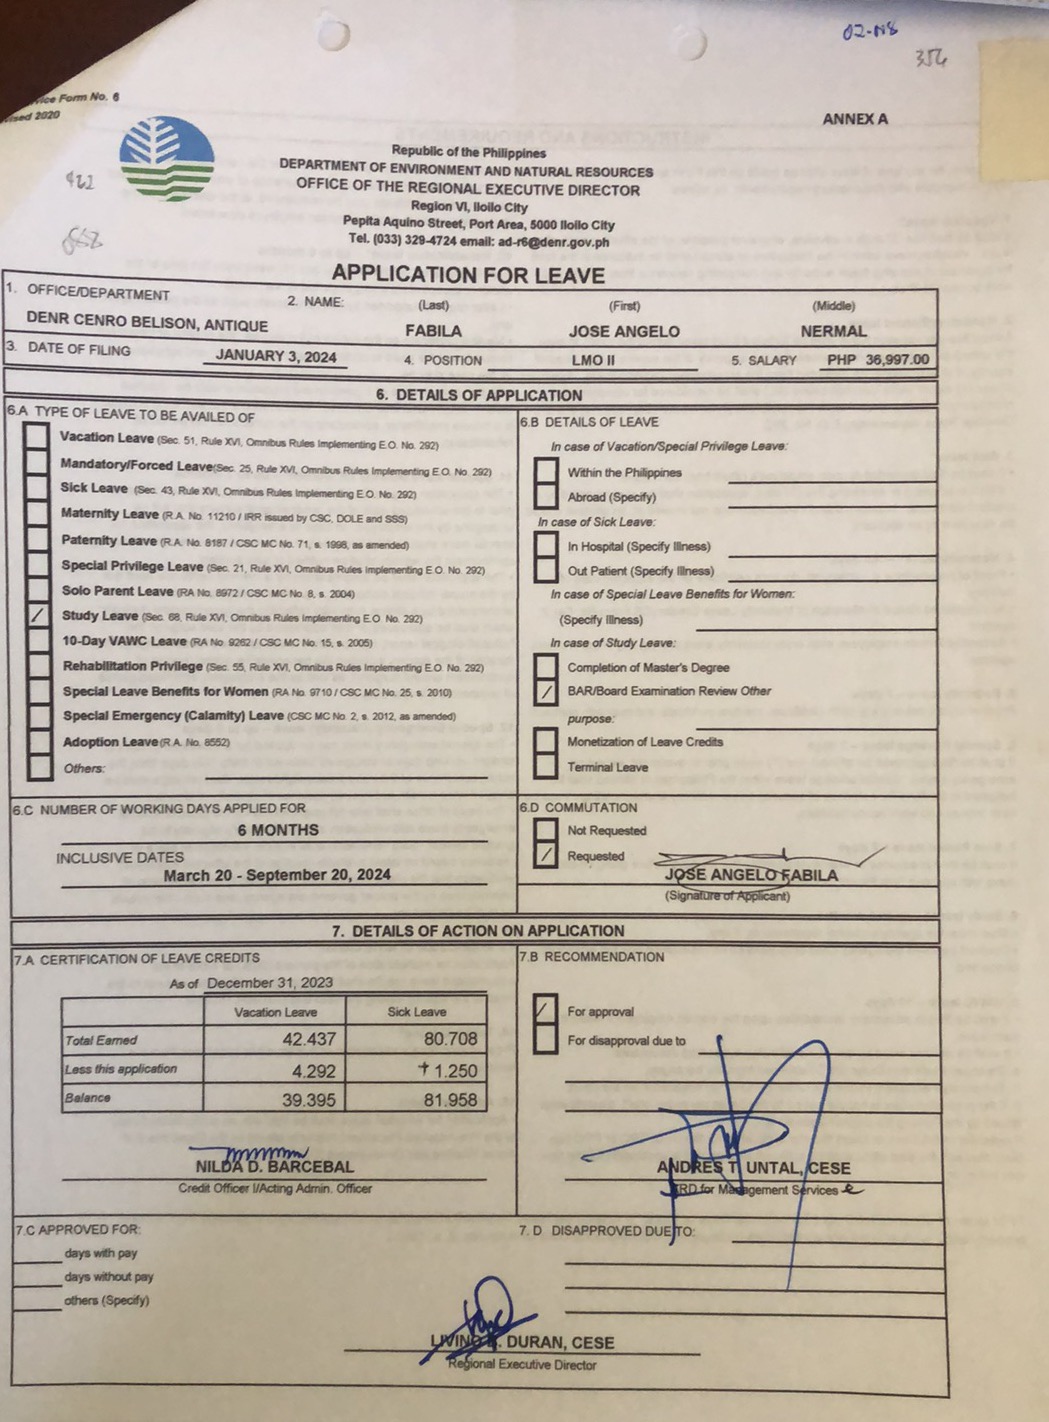 02-N8
354
vice Form No. 6
ised 2020
ANNEX A
Republic of the Philippines
DEPARTMENT OF ENVIRONMENT AND NATURAL RESOURCES
OFFICE OF THE REGIONAL EXECUTIVE DIRECTOR
Region VI, Iloilo City
Pepita Aquino Street, Port Area, 5000 Iloilo City
Tel. (033) 329-4724 email: ad-r6@denr.gov.ph
APPLICATION FOR LEAVE
1. OFFICE/DEPARTMENT 2. NAME: (Last) (First) (Middle)
DENR CENRO BELISON, ANTIQUE FABILA JOSE ANGELO NERMAL
3. DATE OF FILING JANUARY 3, 2024 4. POSITION LMO II 5. SALARY PHP 36,997.00
6. DETAILS OF APPLICATION
6.A TYPE OF LEAVE TO BE AVAILED OF
Vacation Leave (Sec. 51, Rule XVI, Omnibus Rules Implementing E.O. No. 292)
Mandatory/Forced Leave(Sec. 25, Rule XVI, Omnibus Rules Implementing E.O. No. 292)
Sick Leave (Sec. 43, Rule XVI, Omnibus Rules Implementing E.O. No. 292)
Maternity Leave (R.A. No. 11210 / IRR issued by CSC, DOLE and SSS)
Paternity Leave (R.A. No. 8187 / CSC MC No. 71, s. 1998, as amended)
Special Privilege Leave (Sec. 21, Rule XVI, Omnibus Rules Implementing E.O. No. 292)
Solo Parent Leave (RA No. 8972 / CSC MC No. 8, s. 2004)
/ Study Leave (Sec. 68, Rule XVI, Omnibus Rules Implementing E.O. No. 292)
10-Day VAWC Leave (RA No. 9262 / CSC MC No. 15, s. 2005)
Rehabilitation Privilege (Sec. 55, Rule XVI, Omnibus Rules Implementing E.O. No. 292)
Special Leave Benefits for Women (RA No. 9710 / CSC MC No. 25, s. 2010)
Special Emergency (Calamity) Leave (CSC MC No. 2, s. 2012, as amended)
Adoption Leave (R.A. No. 8552)
Others:
6.B DETAILS OF LEAVE
In case of Vacation/Special Privilege Leave:
Within the Philippines
Abroad (Specify)
In case of Sick Leave:
In Hospital (Specify Illness)
Out Patient (Specify Illness)
In case of Special Leave Benefits for Women:
(Specify Illness)
In case of Study Leave:
Completion of Master's Degree
/ BAR/Board Examination Review Other
purpose:
Monetization of Leave Credits
Terminal Leave
6.C NUMBER OF WORKING DAYS APPLIED FOR
6 MONTHS
INCLUSIVE DATES
March 20 - September 20, 2024
6.D COMMUTATION
Not Requested
/ Requested
JOSE ANGELO FABILA
(Signature of Applicant)
7. DETAILS OF ACTION ON APPLICATION
7.A CERTIFICATION OF LEAVE CREDITS
As of December 31, 2023
Vacation Leave Sick Leave
Total Earned 42.437 80.708
Less this application 4.292 + 1.250
Balance 39.395 81.958
NILDA D. BARCEBAL
Credit Officer I/Acting Admin. Officer
7.B RECOMMENDATION
/ For approval
For disapproval due to
ANDRES T. UNTAL, CESE
RD for Management Services
7.C APPROVED FOR:
days with pay
days without pay
others (Specify)
7. D DISAPPROVED DUE TO:
LIVINO DURAN, CESE
Regional Executive Director